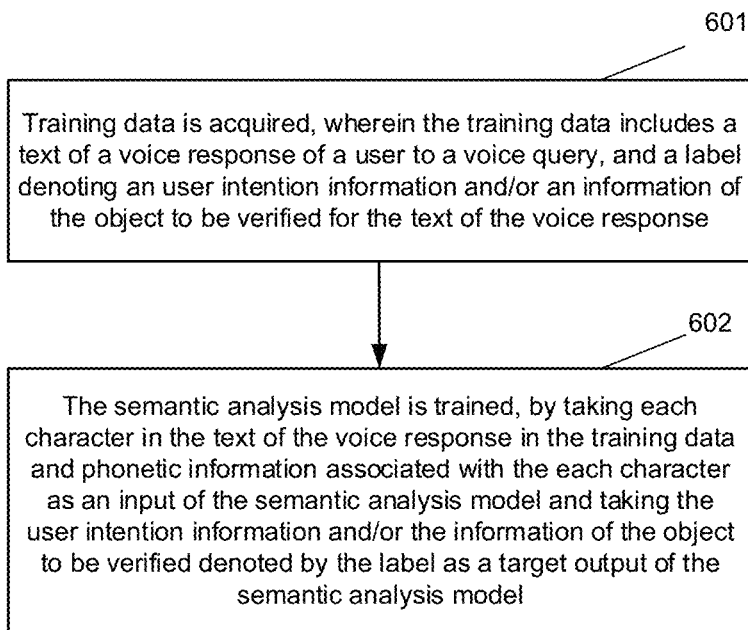 601
Training data is acquired, wherein the training data includes a
text of a voice response of a user to a voice query, and a label
denoting an user intention information and/or an information of
the object to be verified for the text of the voice response
602
The semantic analysis model is trained, by taking each
character in the text of the voice response in the training data
and phonetic information associated with the each character
as an input of the semantic analysis model and taking the
user intention information and/or the information of the object
to be verified denoted by the label as a target output of the
semantic analysis model